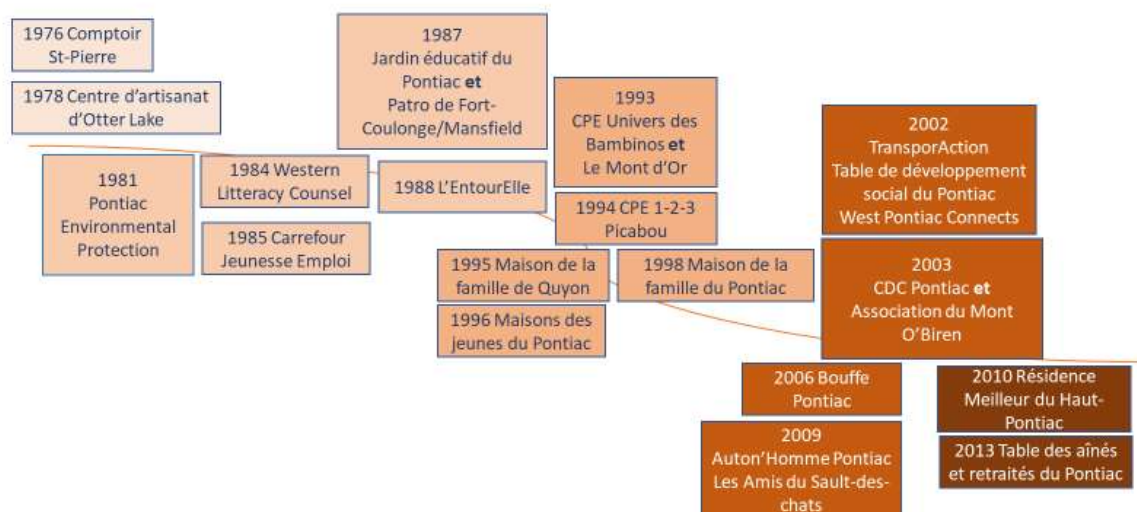 1976 Comptoir
St-Pierre
1978 Centre d'artisanat
d'Otter Lake
1981
Pontiac
Environmental
Protection
1984 Western
Litteracy Counsel
1985 Carrefour
Jeunesse Emploi
1987
Jardin éducatif du
Pontiac et
Patro de Fort-
Coulonge/Mansfield
1988 L'EntourElle
1993
CPE Univers des
Bambinos et
Le Mont d'Or
1994 CPE 1-2-3
Picabou
1995 Maison de la
famille de Quyon
1996 Maisons des
jeunes du Pontiac
1998 Maison de la
famille du Pontiac
2002
TransporAction
Table de développement
social du Pontiac
West Pontiac Connects
2003
CDC Pontiac et
Association du Mont
O'Biren
2006 Bouffe
Pontiac
2009
Auton'Homme Pontiac
Les Amis du Sault-des-
chats
2010 Résidence
Meilleur du Haut-
Pontiac
2013 Table des aînés
et retraités du Pontiac